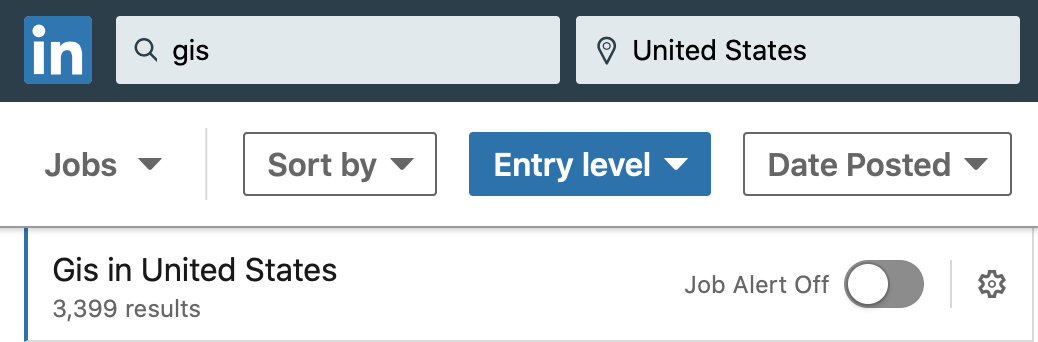 in gis United States
Jobs Sort by Entry level Date Posted
Gis in United States
Job Alert Off
3,399 results